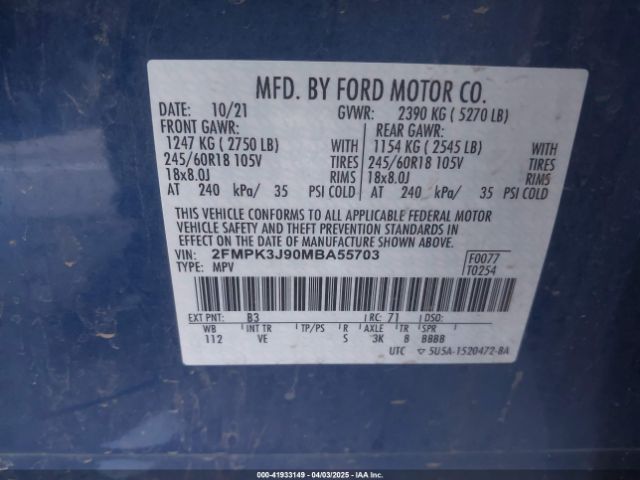 MFD. BY FORD MOTOR CO.
DATE: 10/21 GVWR: 2390 KG ( 5270 LB)
FRONT GAWR: REAR GAWR:
1247 KG ( 2750 LB) WITH 1154 KG ( 2545 LB) WITH
245/60R18 105V TIRES 245/60R18 105V TIRES
18x8.0J RIMS 18x8.0J RIMS
AT 240 kPa/ 35 PSI COLD AT 240 kPa/ 35 PSI COLD
THIS VEHICLE CONFORMS TO ALL APPLICABLE FEDERAL MOTOR
VEHICLE SAFETY AND THEFT PREVENTION STANDARDS IN
EFFECT ON THE DATE OF MANUFACTURE SHOWN ABOVE.
VIN: 2FMPK3J90MBA55703 F0077
TYPE: MPV T0254
EXT PNT: B3 RC: 71 DSO:
WB INT TR TP/PS R AXLE TR SPR
112 VE S 3K 8 BBBB
UTC 5U5A-1520472-BA
000-41933149 - 04/03/2025 - IAA Inc.